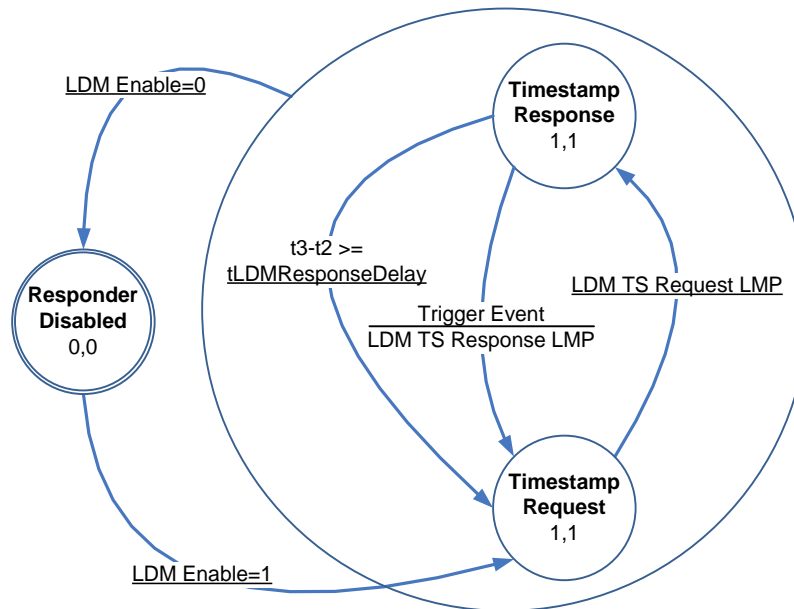 LDM Enable=0
Timestamp
Response
1,1
t3-t2 >=
tLDMResponseDelay
LDM TS Request LMP
Responder
Disabled
0,0
Trigger Event
LDM TS Response LMP
Timestamp
Request
1,1
LDM Enable=1